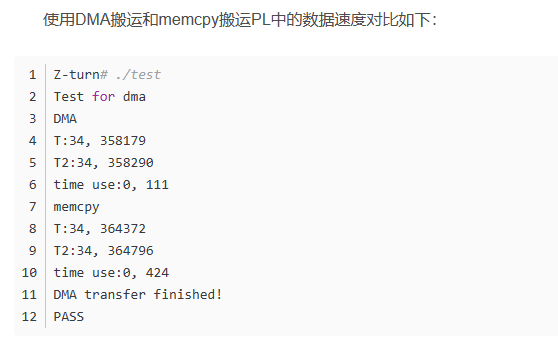 使用DMA搬运和memcpy搬运PL中的数据速度对比如下：
1 Z-turn# ./test
2 Test for dma
3 DMA
4 T:34, 358179
5 T2:34, 358290
6 time use:0, 111
7 memcpy
8 T:34, 364372
9 T2:34, 364796
10 time use:0, 424
11 DMA transfer finished!
12 PASS